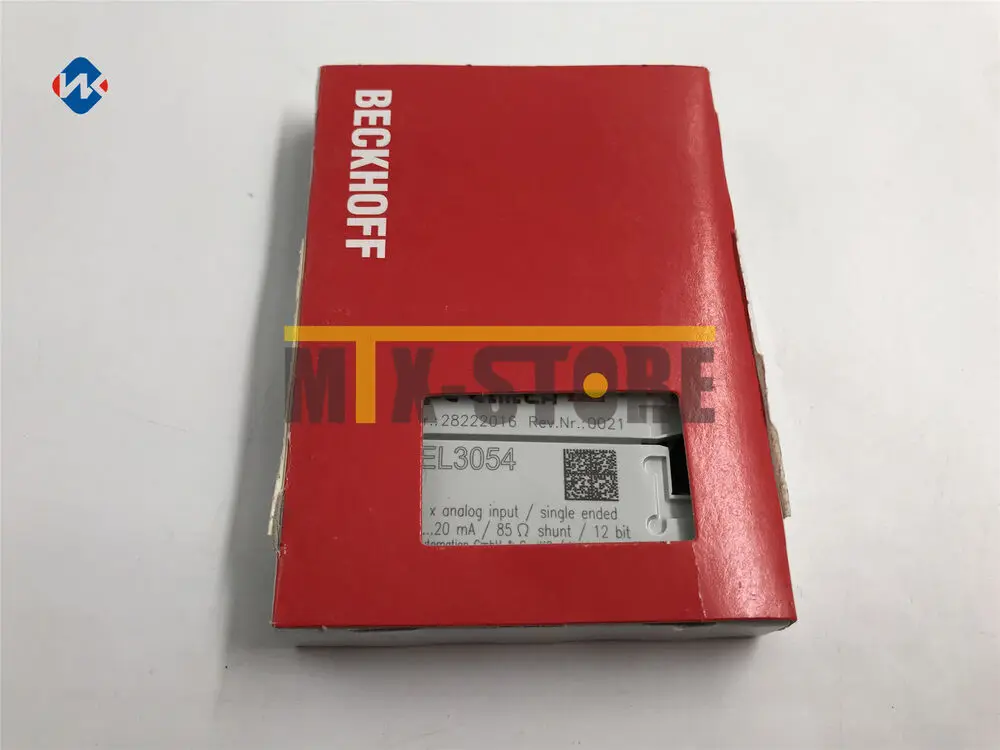 BECKHOFF
MTX-STORE
r.:28222016 Rev.Nr.:0021
EL3054
x analog input / single ended
...20 mA / 85 Ω shunt / 12 bit